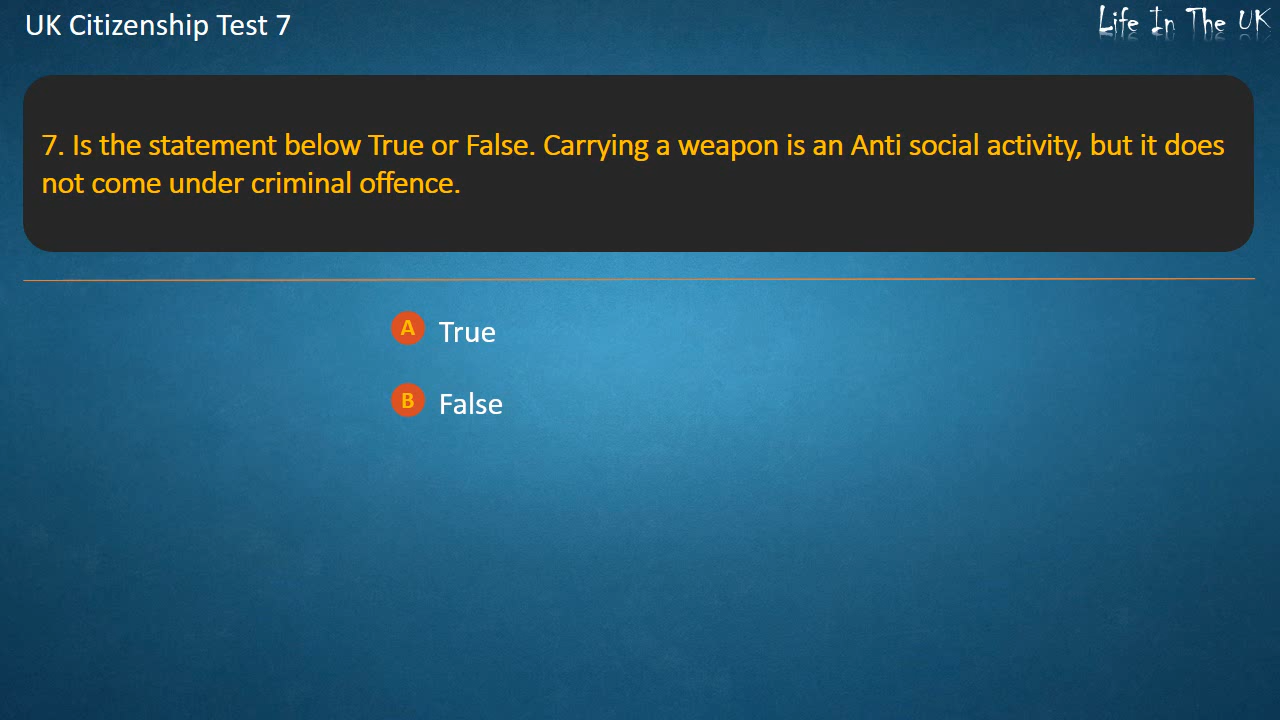 UK Citizenship Test 7
Life In The UK
7. Is the statement below True or False. Carrying a weapon is an Anti social activity, but it does
not come under criminal offence.
A True
B False